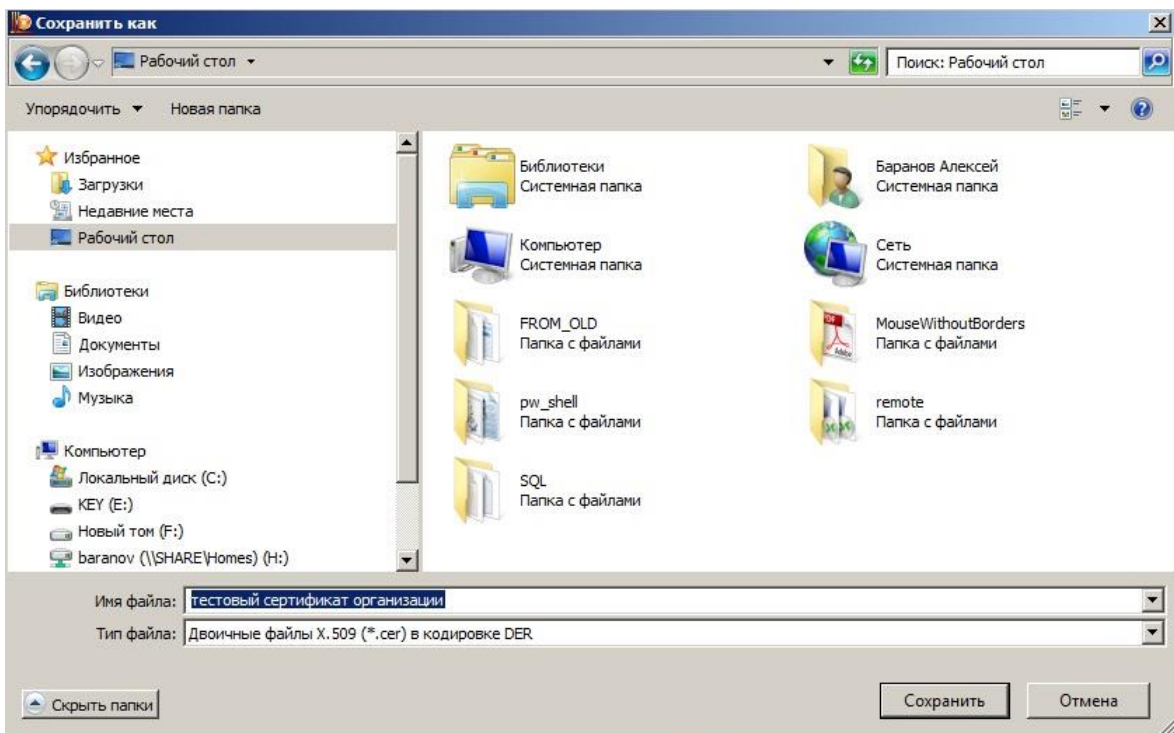 Сохранить как
Рабочий стол
Поиск: Рабочий стол
Упорядочить
Новая папка
Избранное
Загрузки
Недавние места
Рабочий стол
Библиотеки
Видео
Документы
Изображения
Музыка
Компьютер
Локальный диск (C:)
KEY (E:)
Новый том (F:)
baranov (\\SHARE\Homes) (H:)
Библиотеки
Системная папка
Баранов Алексей
Системная папка
Компьютер
Системная папка
Сеть
Системная папка
FROM_OLD
Папка с файлами
MouseWithoutBorders
Папка с файлами
pw_shell
Папка с файлами
remote
Папка с файлами
SQL
Папка с файлами
Имя файла: тестовый сертификат организации
Тип файла: Двоичные файлы X.509 (*.cer) в кодировке DER
Скрыть папки
Сохранить
Отмена